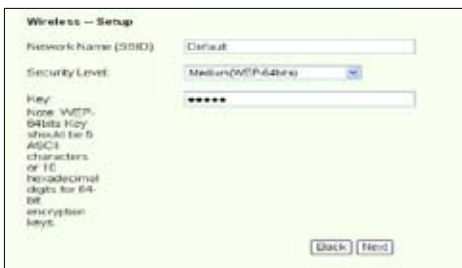 Wireless -- Setup
Network Name (SSID) Default
Security Level: Medium(WEP-64bits)
Key: •••••
Note: WEP-
64bits Key
should be 5
ASCII
characters
or 10
hexadecimal
digits for 64-
bit
encryption
keys.
Back Next